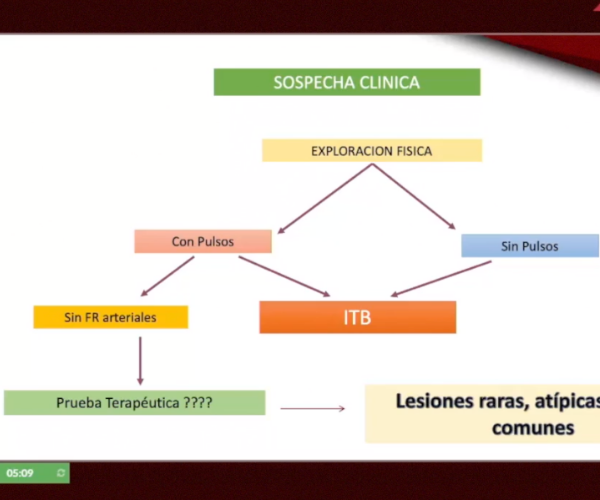 SOSPECHA CLINICA
EXPLORACION FISICA
Con Pulsos
Sin Pulsos
Sin FR arteriales
ITB
Prueba Terapéutica ????
Lesiones raras, atípicas
comunes
05:09